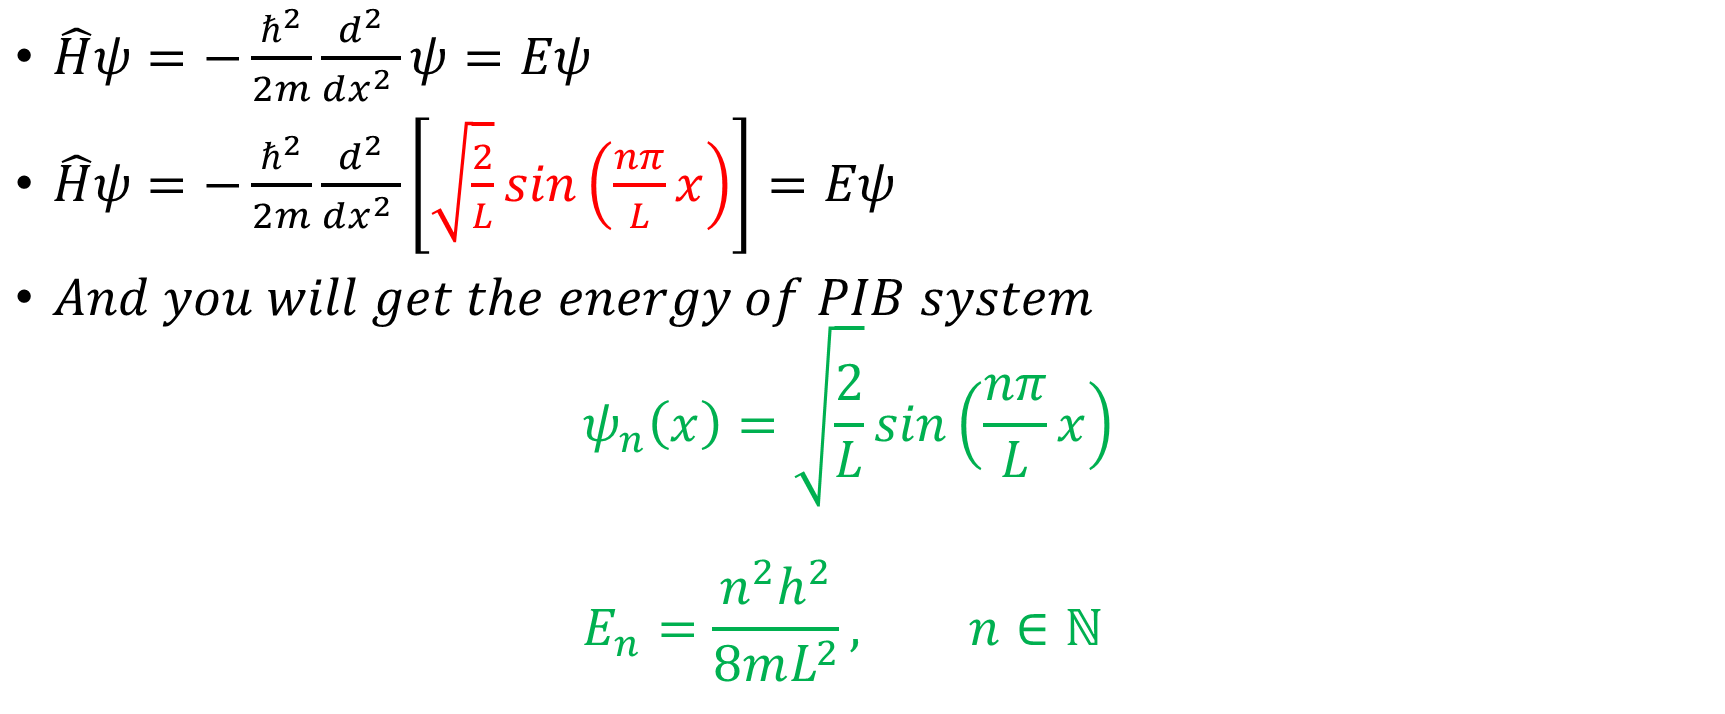 • Ĥψ = −ℏ²/2m d²/dx² ψ = Eψ
• Ĥψ = −ℏ²/2m d²/dx² [√(2/L) sin(nπ/L x)] = Eψ
• And you will get the energy of PIB system
ψₙ(x) = √(2/L) sin(nπ/L x)
Eₙ = n²h²/8mL², n ∈ ℕ